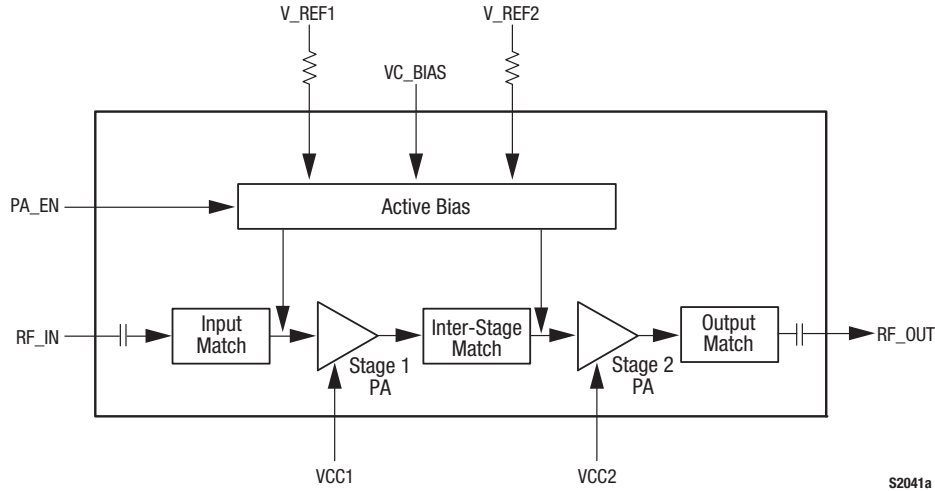 V_REF1
V_REF2
VC_BIAS
PA_EN
Active Bias
RF_IN
Input
Match
Stage 1
PA
Inter-Stage
Match
Stage 2
PA
Output
Match
RF_OUT
VCC1
VCC2
S2041a